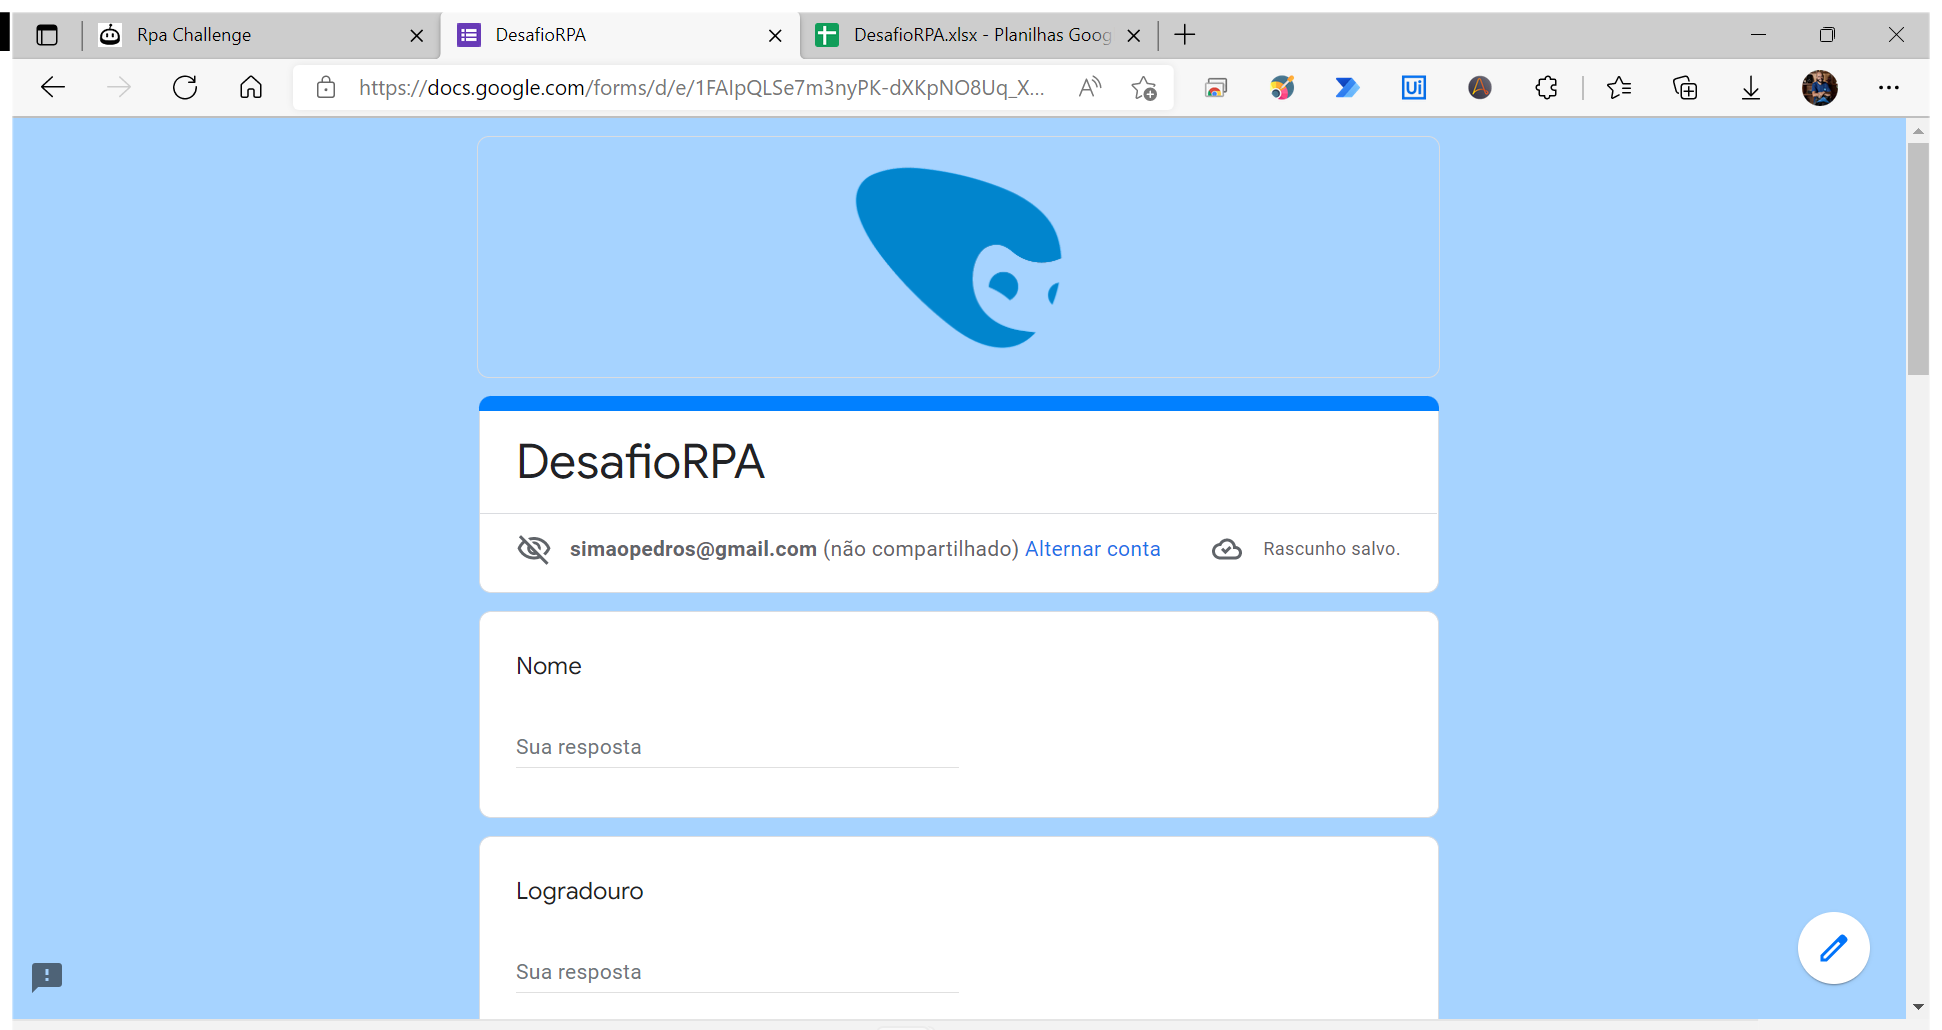 Rpa Challenge
DesafioRPA
DesafioRPA.xlsx - Planilhas Goog
https://docs.google.com/forms/d/e/1FAIpQLSe7m3nyPK-dXKpNO8Uq_X...
A
Ui
DesafioRPA
simaopedros@gmail.com (não compartilhado) Alternar conta
Rascunho salvo.
Nome
Sua resposta
Logradouro
Sua resposta